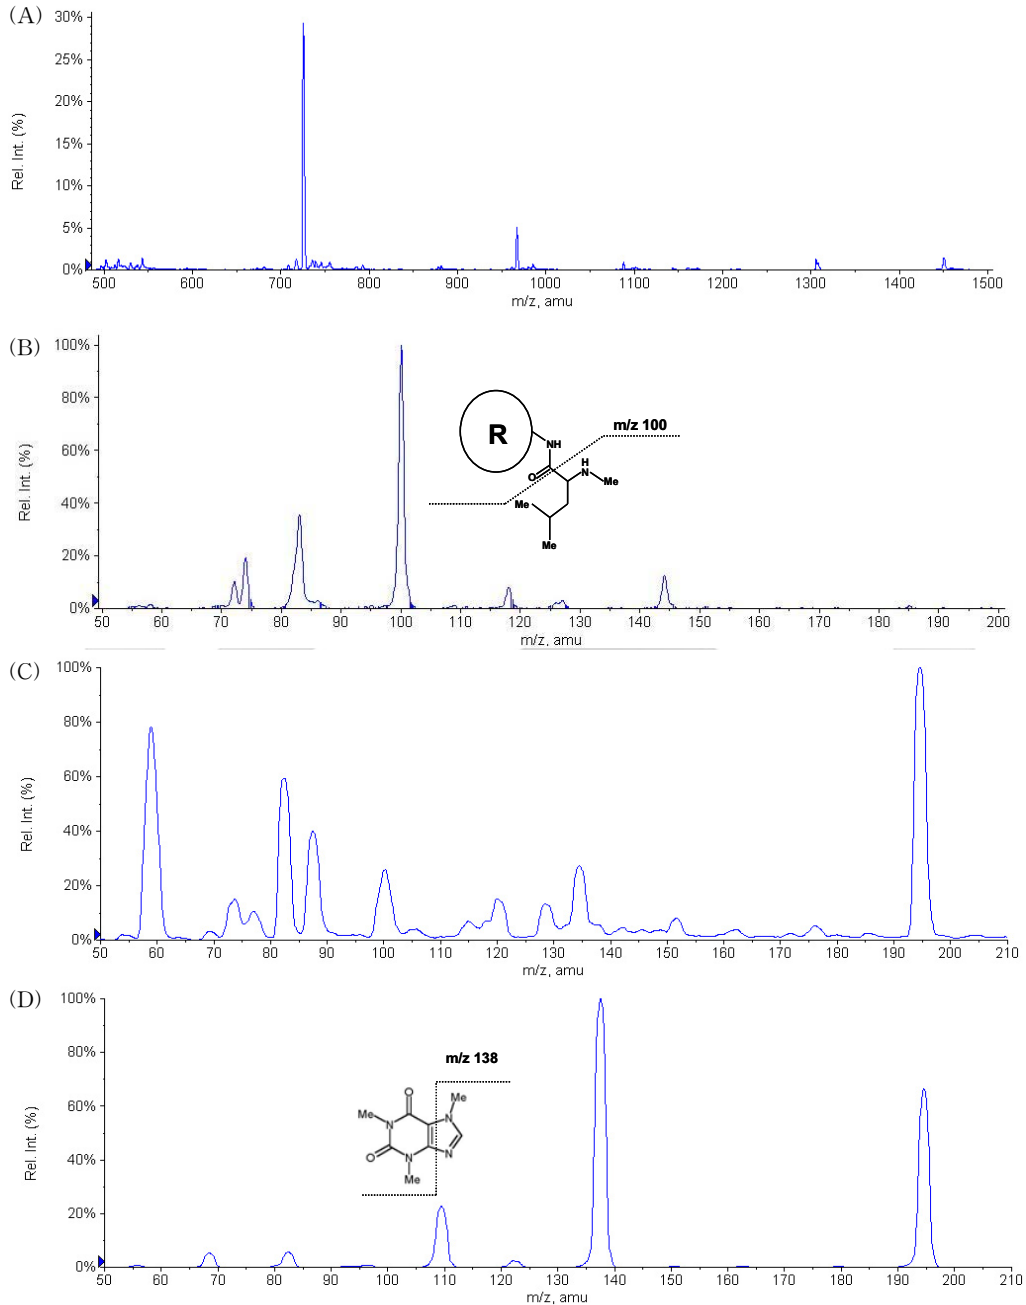 (A)
30%
25%
20%
15%
10%
5%
0%
Rel. Int. (%)
500 600 700 800 900 1000 1100 1200 1300 1400 1500
m/z, amu
(B)
100%
80%
60%
40%
20%
0%
Rel. Int. (%)
R
NH
O
H
N
Me
Me
Me
m/z 100
50 60 70 80 90 100 110 120 130 140 150 160 170 180 190 200
m/z, amu
(C)
100%
80%
60%
40%
20%
0%
Rel. Int. (%)
50 60 70 80 90 100 110 120 130 140 150 160 170 180 190 200 210
m/z, amu
(D)
100%
80%
60%
40%
20%
0%
Rel. Int. (%)
m/z 138
O
Me
Me
N
N
O
N
N
Me
50 60 70 80 90 100 110 120 130 140 150 160 170 180 190 200 210
m/z, amu